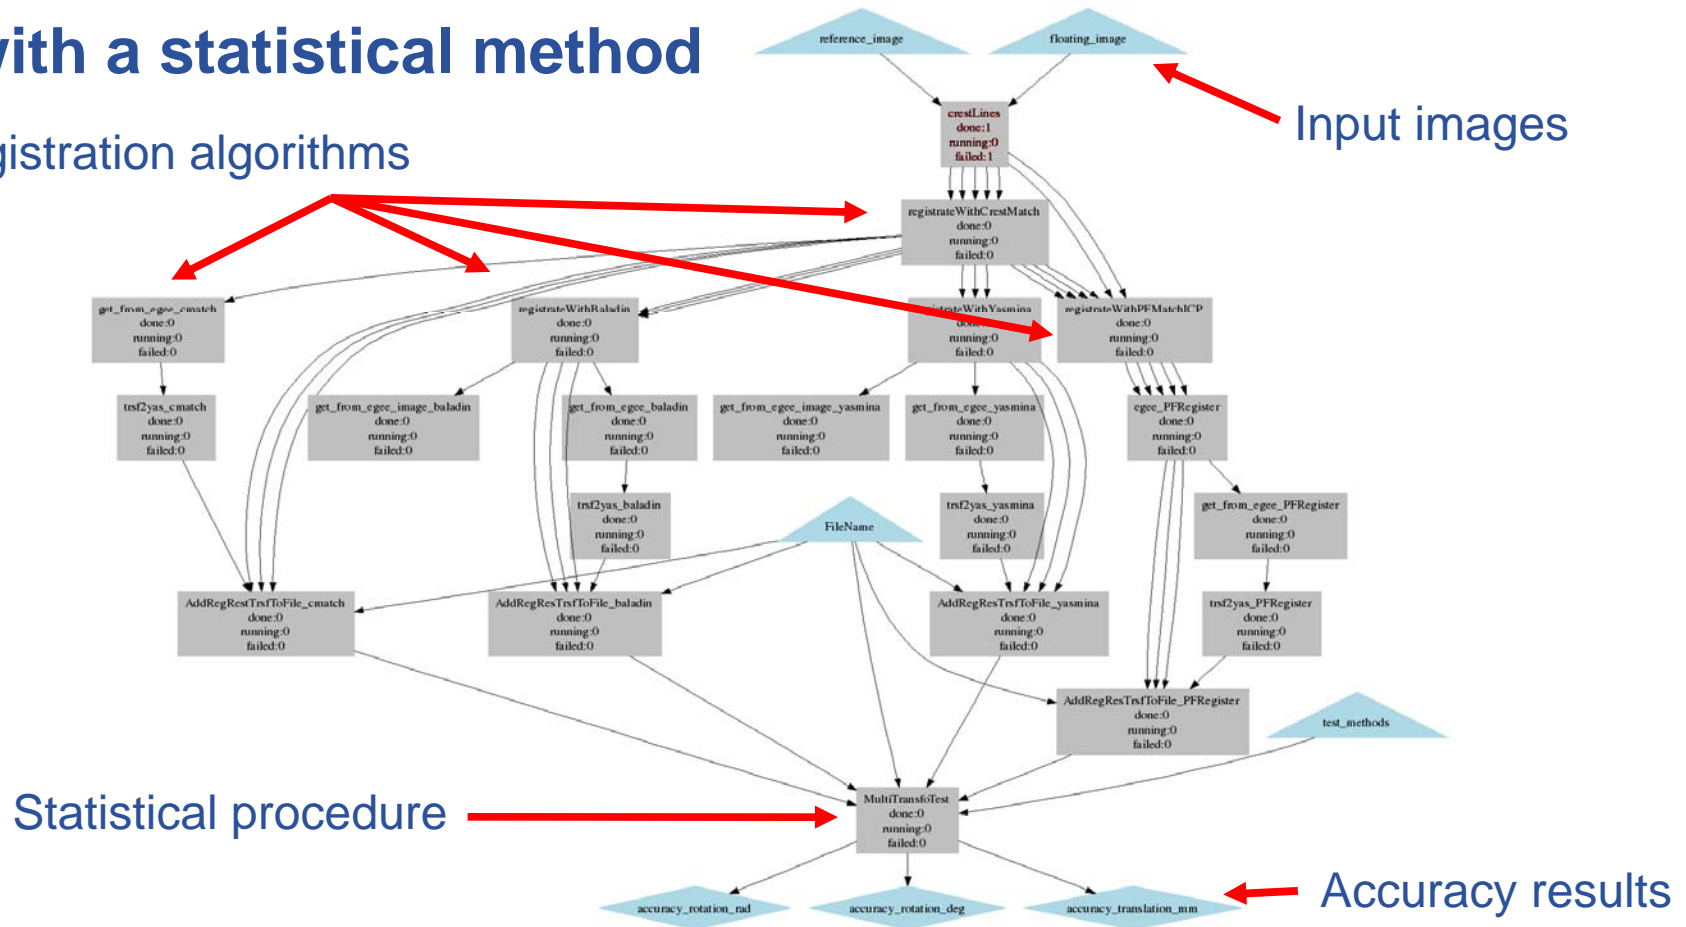 with a statistical method
gistration algorithms
reference_image
floating_image
Input images
crestLines
done:1
running:0
failed:1
registrateWithCrestMatch
done:0
running:0
failed:0
get_from_egee_cmatch
done:0
running:0
failed:0
registrateWithBaladin
done:0
running:0
failed:0
registrateWithYasmina
done:0
running:0
failed:0
registrateWithPFMatchICP
done:0
running:0
failed:0
trsf2yas_cmatch
done:0
running:0
failed:0
get_from_egee_image_baladin
done:0
running:0
failed:0
get_from_egee_baladin
done:0
running:0
failed:0
get_from_egee_image_yasmina
done:0
running:0
failed:0
get_from_egee_yasmina
done:0
running:0
failed:0
egee_PFRegister
done:0
running:0
failed:0
trsf2yas_baladin
done:0
running:0
failed:0
FileName
trsf2yas_yasmina
done:0
running:0
failed:0
get_from_egee_PFRegister
done:0
running:0
failed:0
AddRegRestTrsfToFile_cmatch
done:0
running:0
failed:0
AddRegResTrsfToFile_baladin
done:0
running:0
failed:0
AddRegResTrsfToFile_yasmina
done:0
running:0
failed:0
trsf2yas_PFRegister
done:0
running:0
failed:0
AddRegResTrsfToFile_PFRegister
done:0
running:0
failed:0
test_methods
Statistical procedure
MultiTransfoTest
done:0
running:0
failed:0
accuracy_rotation_rad
accuracy_rotation_deg
accuracy_translation_mm
Accuracy results